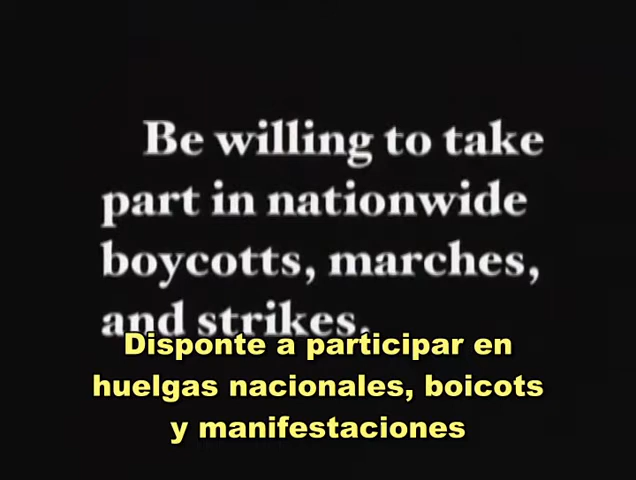 Be willing to take
part in nationwide
boycotts, marches,
and strikes.
Disponte a participar en
huelgas nacionales, boicots
y manifestaciones